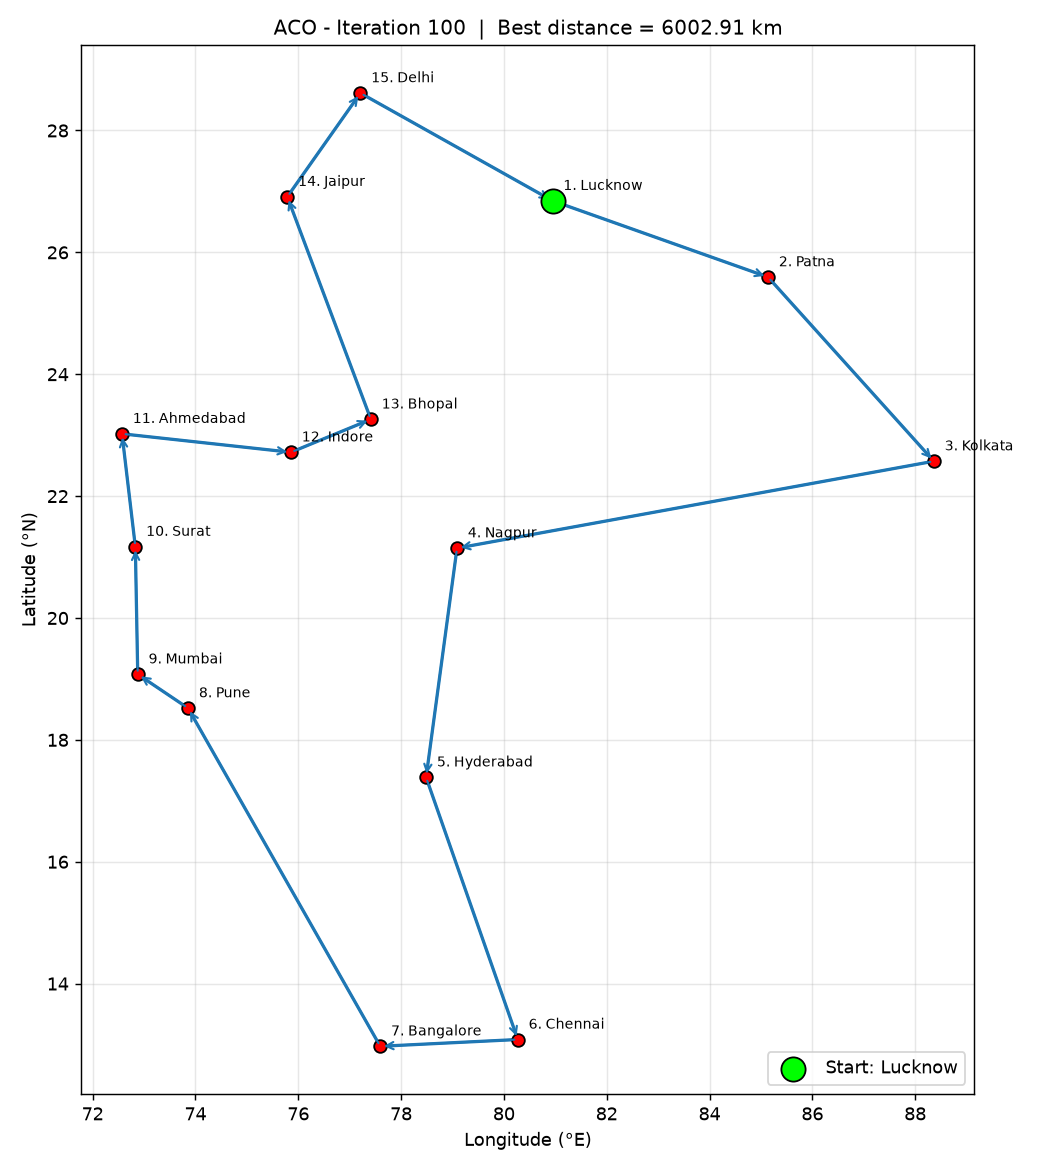 ACO - Iteration 100 | Best distance = 6002.91 km
15. Delhi
14. Jaipur
1. Lucknow
2. Patna
13. Bhopal
11. Ahmedabad
12. Indore
3. Kolkata
10. Surat
4. Nagpur
9. Mumbai
8. Pune
5. Hyderabad
6. Chennai
7. Bangalore
Start: Lucknow
28
26
24
22
20
18
16
14
Latitude (°N)
72 74 76 78 80 82 84 86 88
Longitude (°E)